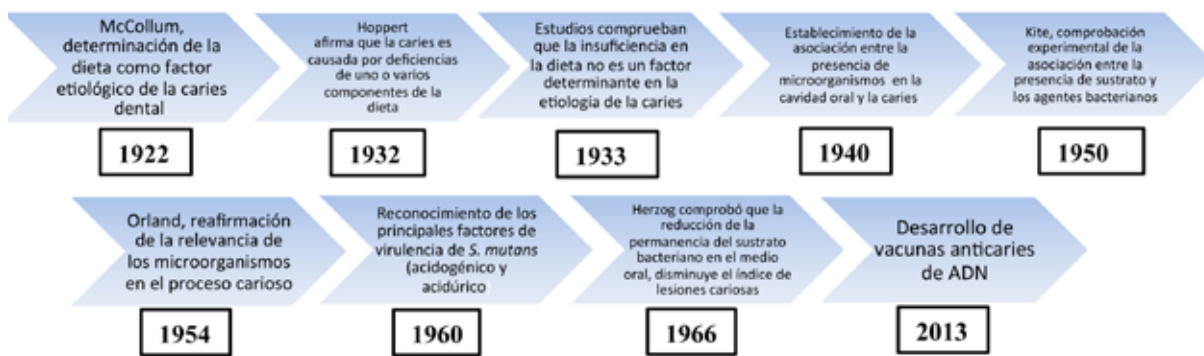 McCollum,
determinación de la
dieta como factor
etiológico de la caries
dental
1922
Hoppert
afirma que la caries es
causada por deficiencias
de uno o varios
componentes de la
dieta
1932
Estudios comprueban
que la insuficiencia en
la dieta no es un factor
determinante en la
etiología de la caries
1933
Establecimiento de la
asociación entre la
presencia de
microorganismos en la
cavidad oral y la caries
1940
Kite, comprobación
experimental de la
asociación entre la
presencia de sustrato y
los agentes bacterianos
1950
Orland, reafirmación
de la relevancia de
los microorganismos
en el proceso carioso
1954
Reconocimiento de los
principales factores de
virulencia de S. mutans
(acidogénico y
acidúrico
1960
Herzog comprobó que la
reducción de la
permanencia del sustrato
bacteriano en el medio
oral, disminuye el índice de
lesiones cariosas
1966
Desarrollo de
vacunas anticaries
de ADN
2013